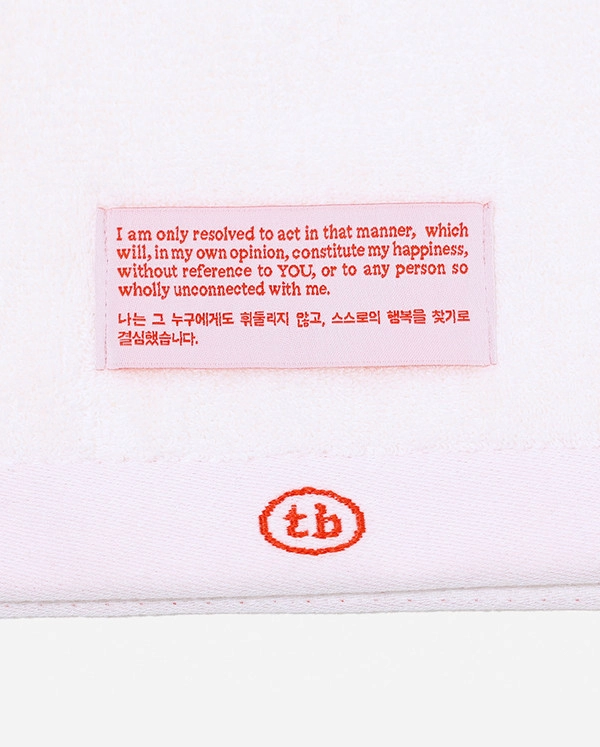 I am only resolved to act in that manner, which
will, in my own opinion, constitute my happiness,
without reference to YOU, or to any person so
wholly unconnected with me.
나는 그 누구에게도 휘둘리지 않고, 스스로의 행복을 찾기로
결심했습니다.
tb